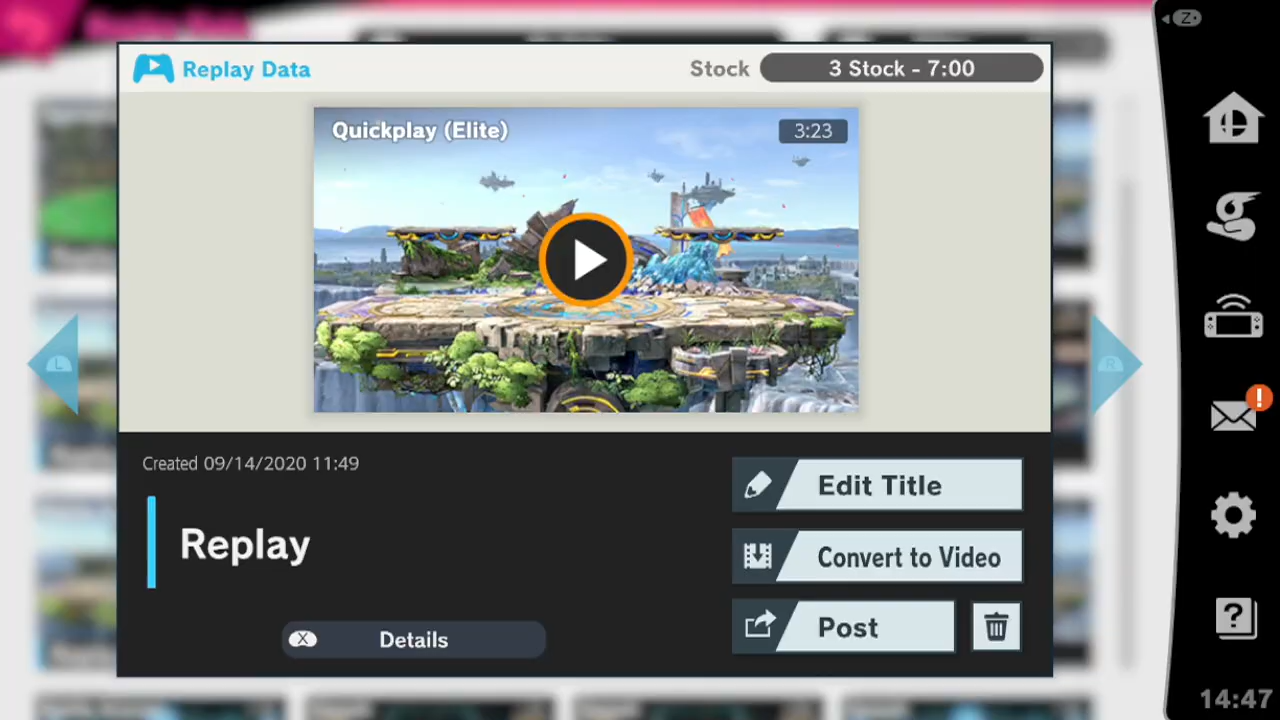 Z
Replay Data
Stock
3 Stock - 7:00
Quickplay (Elite)
3:23
L
R
!
Created 09/14/2020 11:49
Replay
Edit Title
Convert to Video
Post
X
Details
?
14:47